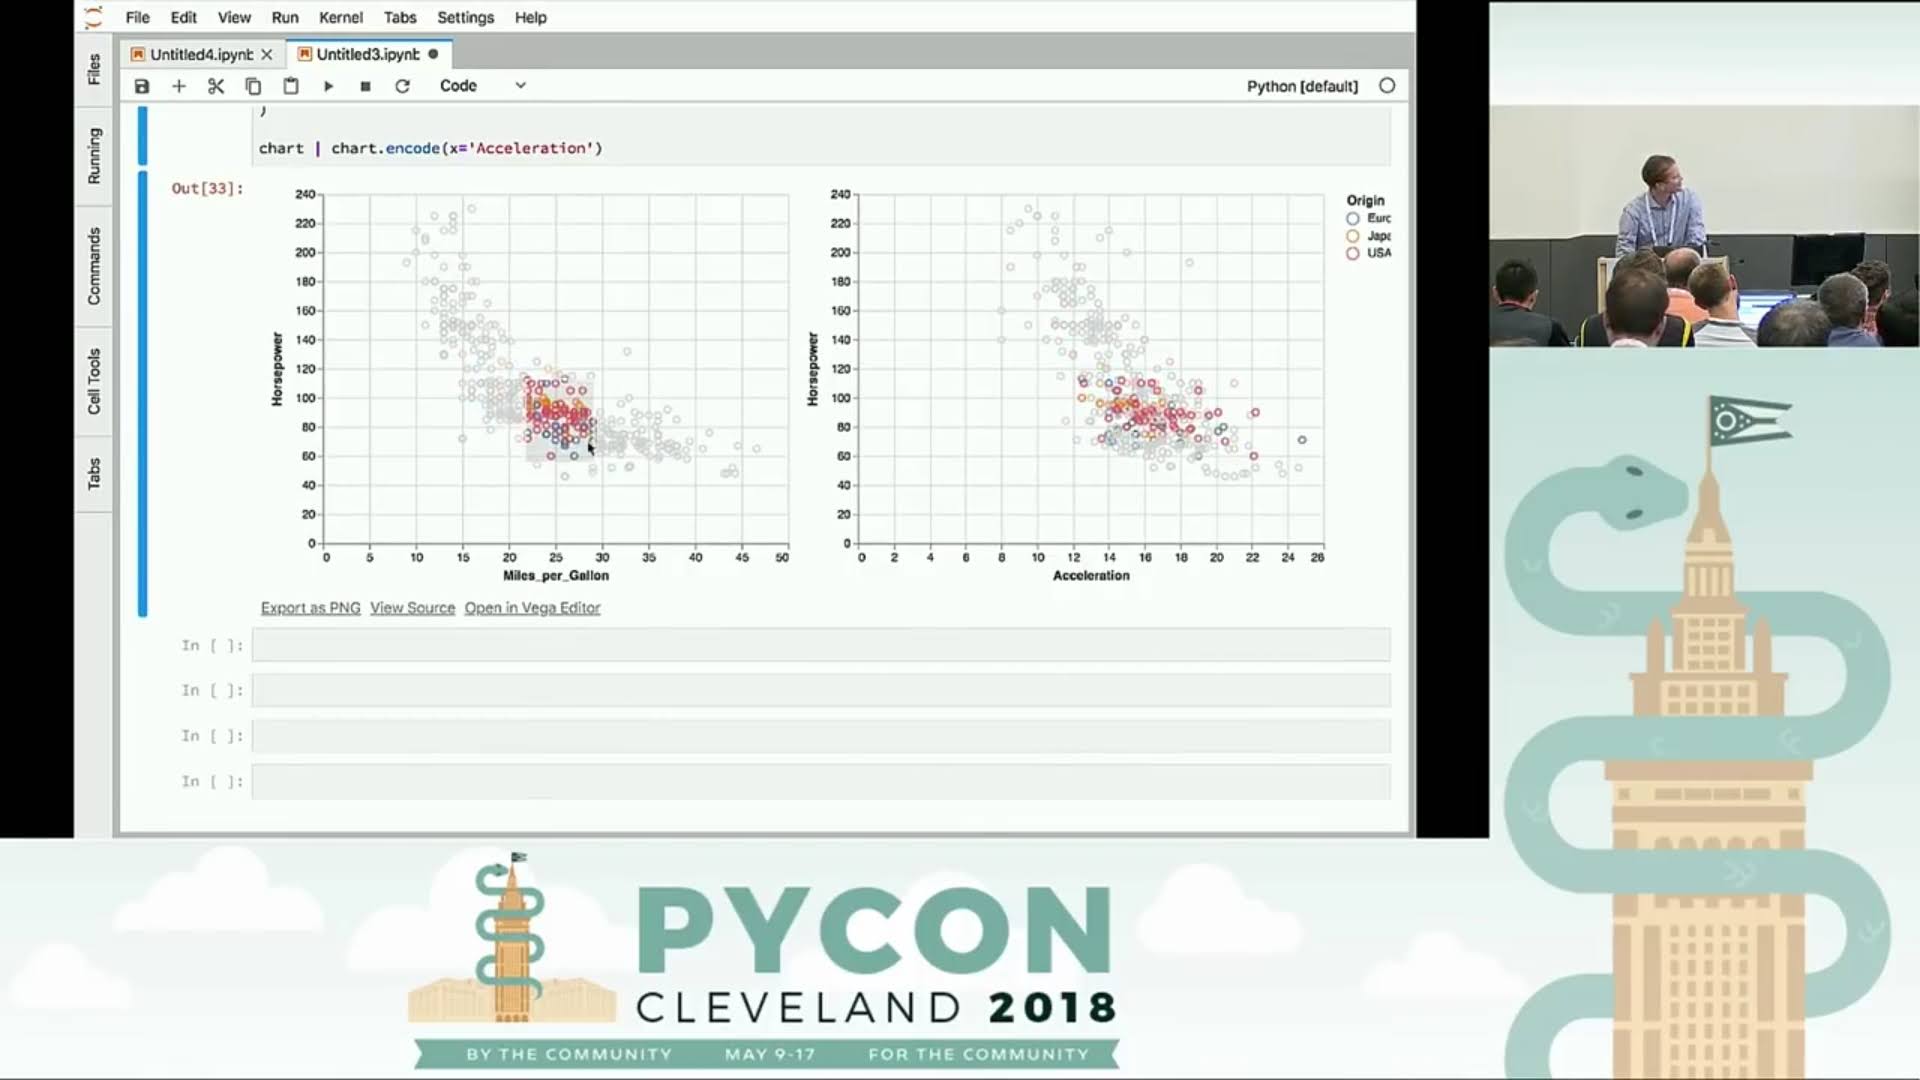 File Edit View Run Kernel Tabs Settings Help
Untitled4.ipynb Untitled3.ipynb
Code Python [default]
Files
Running
Commands
Cell Tools
Tabs
)
chart | chart.encode(x='Acceleration')
Out[33]:
240
220
200
180
160
140
120
100
80
60
40
20
0
Horsepower
0 5 10 15 20 25 30 35 40 45 50
Miles_per_Gallon
240
220
200
180
160
140
120
100
80
60
40
20
0
Horsepower
0 2 4 6 8 10 12 14 16 18 20 22 24 26
Acceleration
Origin
Euro
Japa
USA
Export as PNG View Source Open in Vega Editor
In [ ]:
In [ ]:
In [ ]:
In [ ]:
PYCON
CLEVELAND 2018
BY THE COMMUNITY MAY 9-17 FOR THE COMMUNITY